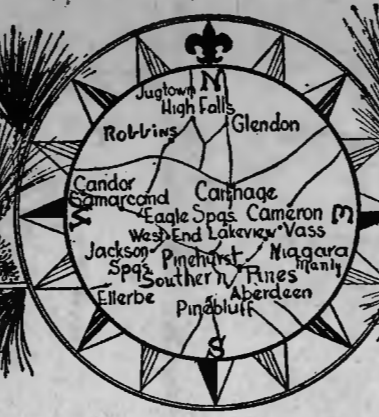 N
Jugtown
High Falls
Robbins
Glendon
Candor
Samarcand
Carthage
Eagle Spgs.
Cameron
W
E
West End
Lakeview
Vass
Jackson
Spgs
Pinehurst
Niagara
Manly
Southern Pines
Ellerbe
Aberdeen
Pinebluff
S